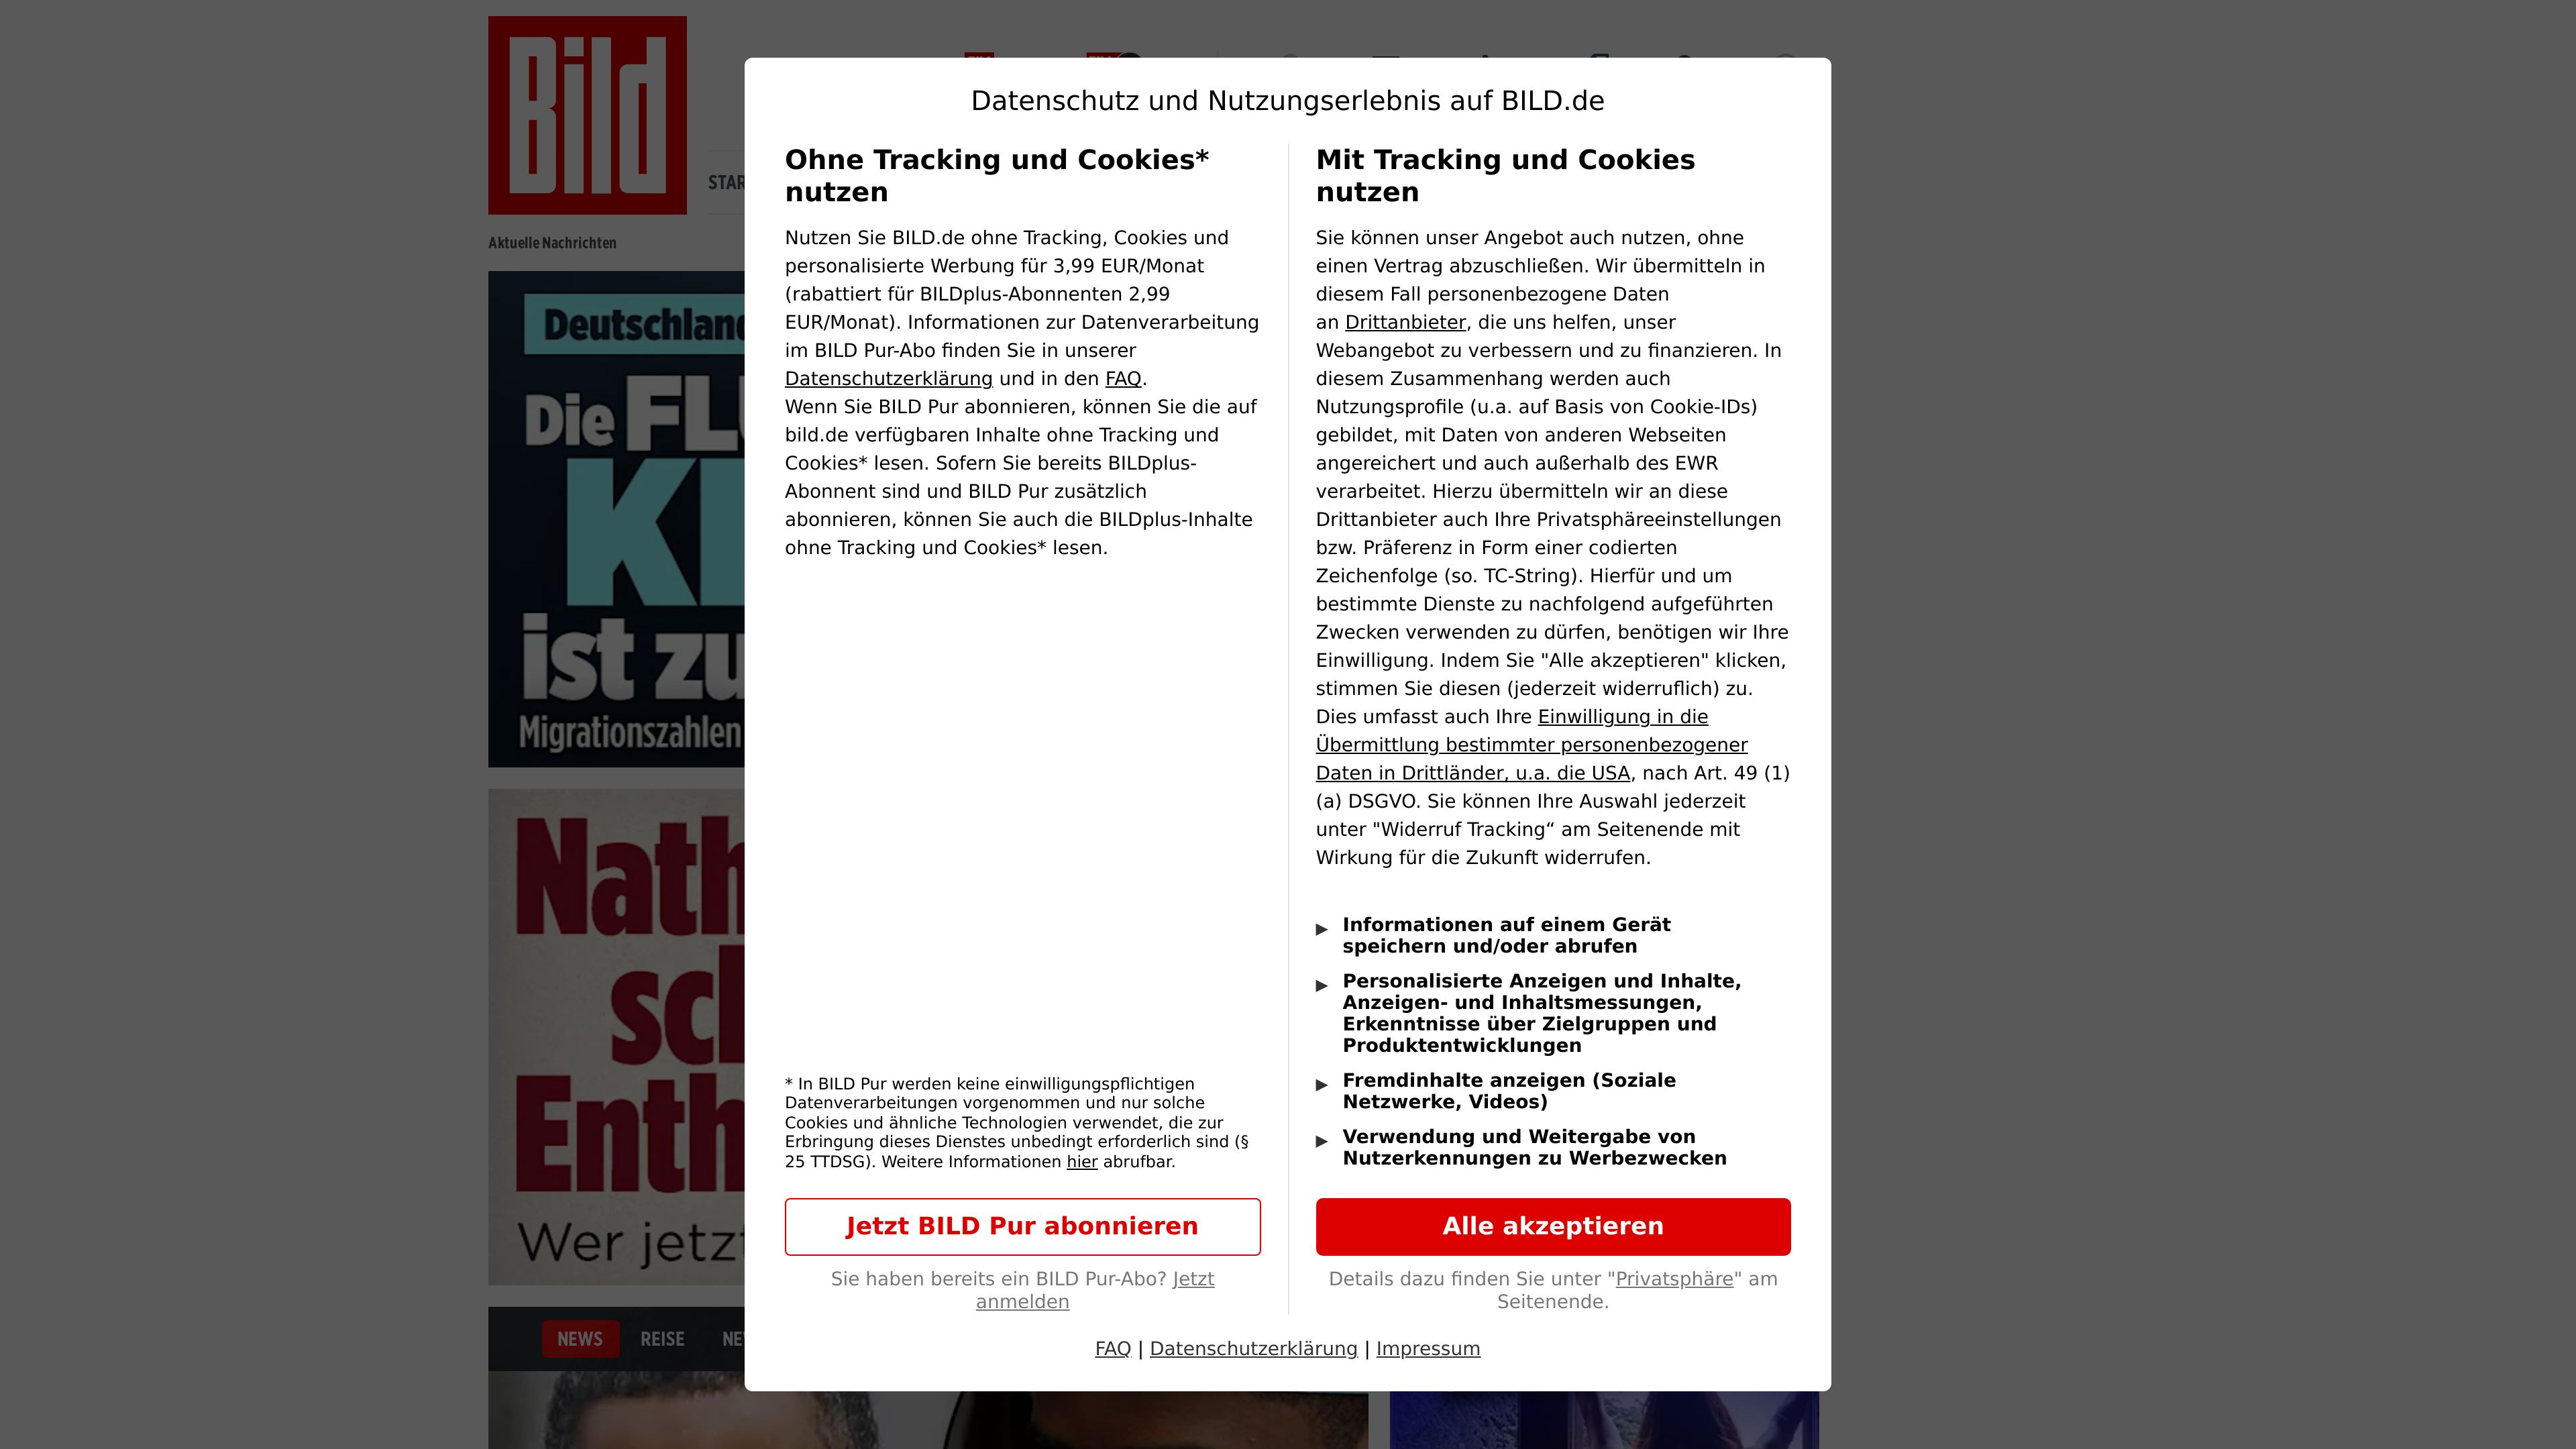 Bild
STAR
Aktuelle Nachrichten
Deutschland
Die FLU
KI
ist zu
Migrationszahlen
Nath
sc
Enth
Wer jetzt
NEWS
REISE
NE
Datenschutz und Nutzungserlebnis auf BILD.de
Ohne Tracking und Cookies*
nutzen
Nutzen Sie BILD.de ohne Tracking, Cookies und
personalisierte Werbung für 3,99 EUR/Monat
(rabattiert für BILDplus-Abonnenten 2,99
EUR/Monat). Informationen zur Datenverarbeitung
im BILD Pur-Abo finden Sie in unserer
Datenschutzerklärung und in den FAQ.
Wenn Sie BILD Pur abonnieren, können Sie die auf
bild.de verfügbaren Inhalte ohne Tracking und
Cookies* lesen. Sofern Sie bereits BILDplus-
Abonnent sind und BILD Pur zusätzlich
abonnieren, können Sie auch die BILDplus-Inhalte
ohne Tracking und Cookies* lesen.
* In BILD Pur werden keine einwilligungspflichtigen
Datenverarbeitungen vorgenommen und nur solche
Cookies und ähnliche Technologien verwendet, die zur
Erbringung dieses Dienstes unbedingt erforderlich sind (§
25 TTDSG). Weitere Informationen hier abrufbar.
Jetzt BILD Pur abonnieren
Sie haben bereits ein BILD Pur-Abo? Jetzt
anmelden
Mit Tracking und Cookies
nutzen
Sie können unser Angebot auch nutzen, ohne
einen Vertrag abzuschließen. Wir übermitteln in
diesem Fall personenbezogene Daten
an Drittanbieter, die uns helfen, unser
Webangebot zu verbessern und zu finanzieren. In
diesem Zusammenhang werden auch
Nutzungsprofile (u.a. auf Basis von Cookie-IDs)
gebildet, mit Daten von anderen Webseiten
angereichert und auch außerhalb des EWR
verarbeitet. Hierzu übermitteln wir an diese
Drittanbieter auch Ihre Privatsphäreeinstellungen
bzw. Präferenz in Form einer codierten
Zeichenfolge (so. TC-String). Hierfür und um
bestimmte Dienste zu nachfolgend aufgeführten
Zwecken verwenden zu dürfen, benötigen wir Ihre
Einwilligung. Indem Sie "Alle akzeptieren" klicken,
stimmen Sie diesen (jederzeit widerruflich) zu.
Dies umfasst auch Ihre Einwilligung in die
Übermittlung bestimmter personenbezogener
Daten in Drittländer, u.a. die USA, nach Art. 49 (1)
(a) DSGVO. Sie können Ihre Auswahl jederzeit
unter "Widerruf Tracking“ am Seitenende mit
Wirkung für die Zukunft widerrufen.
Informationen auf einem Gerät
speichern und/oder abrufen
Personalisierte Anzeigen und Inhalte,
Anzeigen- und Inhaltsmessungen,
Erkenntnisse über Zielgruppen und
Produktentwicklungen
Fremdinhalte anzeigen (Soziale
Netzwerke, Videos)
Verwendung und Weitergabe von
Nutzerkennungen zu Werbezwecken
Alle akzeptieren
Details dazu finden Sie unter "Privatsphäre" am
Seitenende.
FAQ | Datenschutzerklärung | Impressum